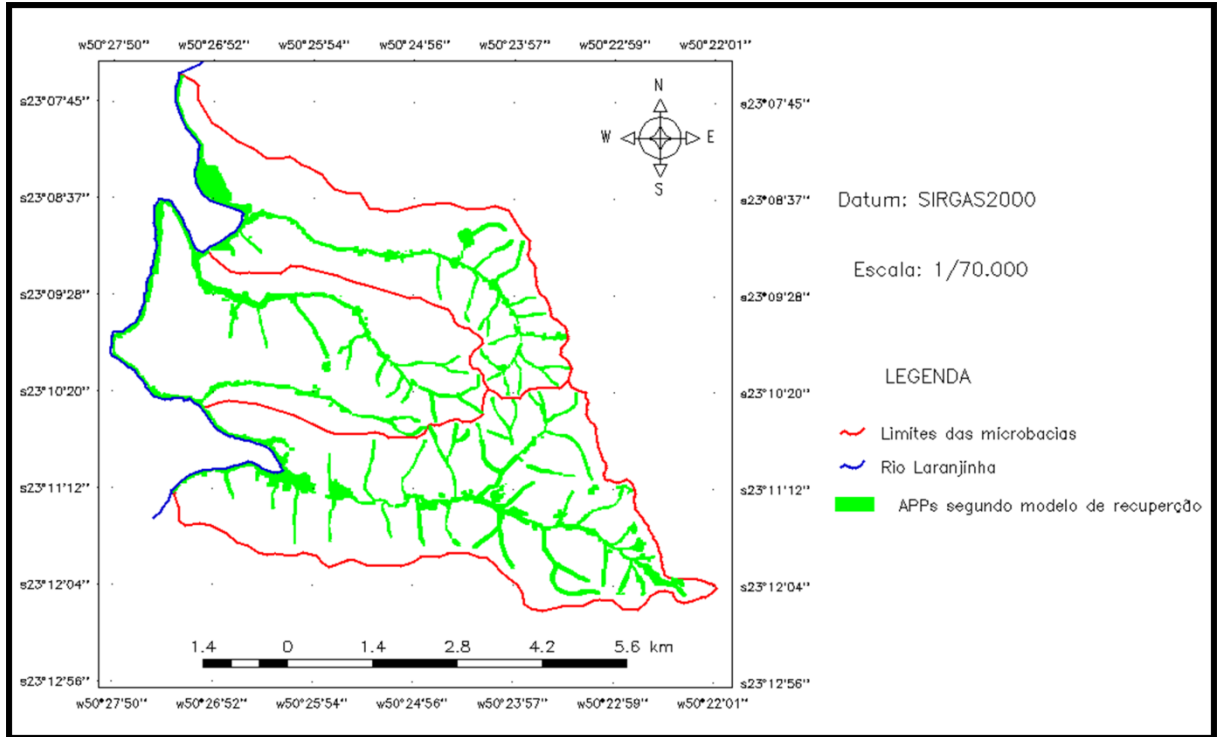 w50°27'50'' w50°26'52'' w50°25'54'' w50°24'56'' w50°23'57'' w50°22'59'' w50°22'01''
s23°07'45'' s23°07'45''
N
W E
S
s23°08'37'' s23°08'37''
Datum: SIRGAS2000
Escala: 1/70.000
s23°09'28'' s23°09'28''
LEGENDA
s23°10'20'' s23°10'20''
Limites das microbacias
Rio Laranjinha
s23°11'12'' s23°11'12''
APPs segundo modelo de recuperção
s23°12'04'' s23°12'04''
1.4 0 1.4 2.8 4.2 5.6 km
s23°12'56'' s23°12'56''
w50°27'50'' w50°26'52'' w50°25'54'' w50°24'56'' w50°23'57'' w50°22'59'' w50°22'01''